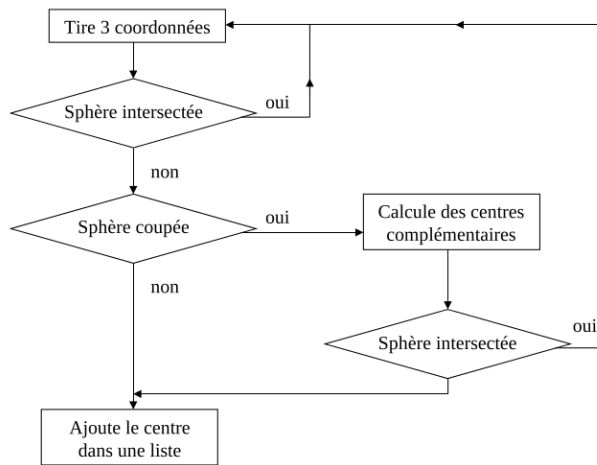 Tire 3 coordonnées
Sphère intersectée
oui
non
Sphère coupée
oui
Calcule des centres
complémentaires
non
Sphère intersectée
oui
Ajoute le centre
dans une liste